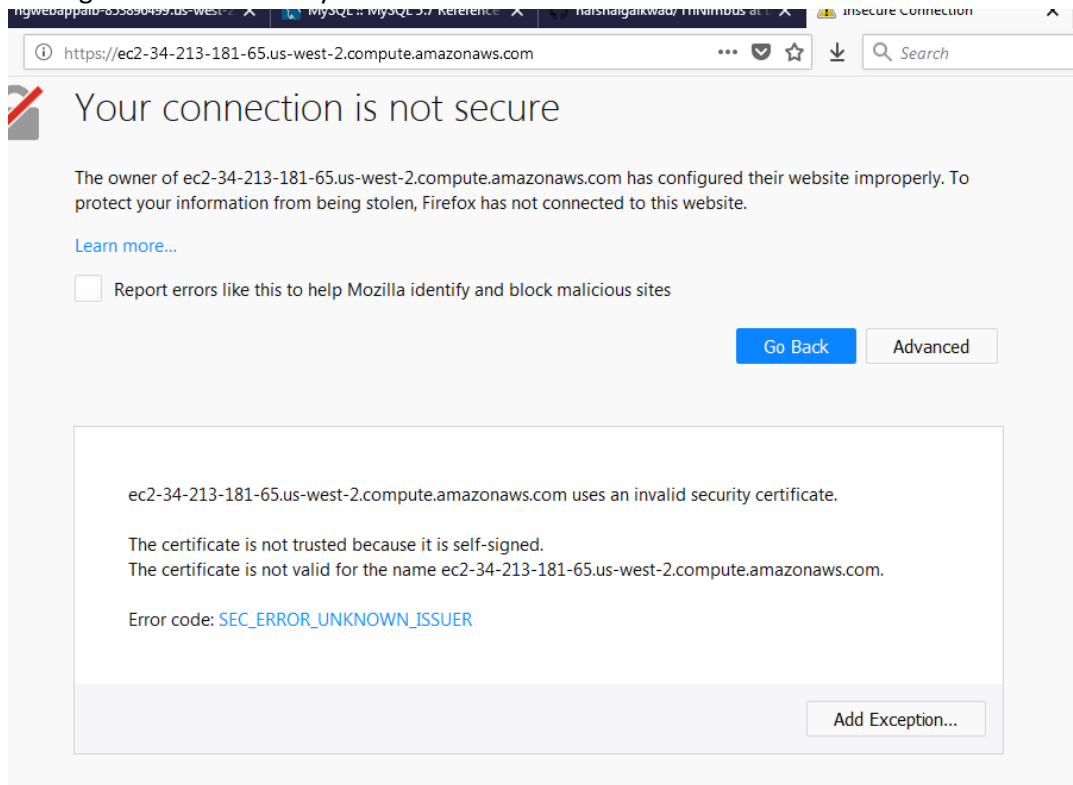 MySQL :: MySQL 5.7 Reference
Insecure Connection
https://ec2-34-213-181-65.us-west-2.compute.amazonaws.com
Search
Your connection is not secure
The owner of ec2-34-213-181-65.us-west-2.compute.amazonaws.com has configured their website improperly. To
protect your information from being stolen, Firefox has not connected to this website.
Learn more...
Report errors like this to help Mozilla identify and block malicious sites
Go Back
Advanced
ec2-34-213-181-65.us-west-2.compute.amazonaws.com uses an invalid security certificate.
The certificate is not trusted because it is self-signed.
The certificate is not valid for the name ec2-34-213-181-65.us-west-2.compute.amazonaws.com.
Error code: SEC_ERROR_UNKNOWN_ISSUER
Add Exception...